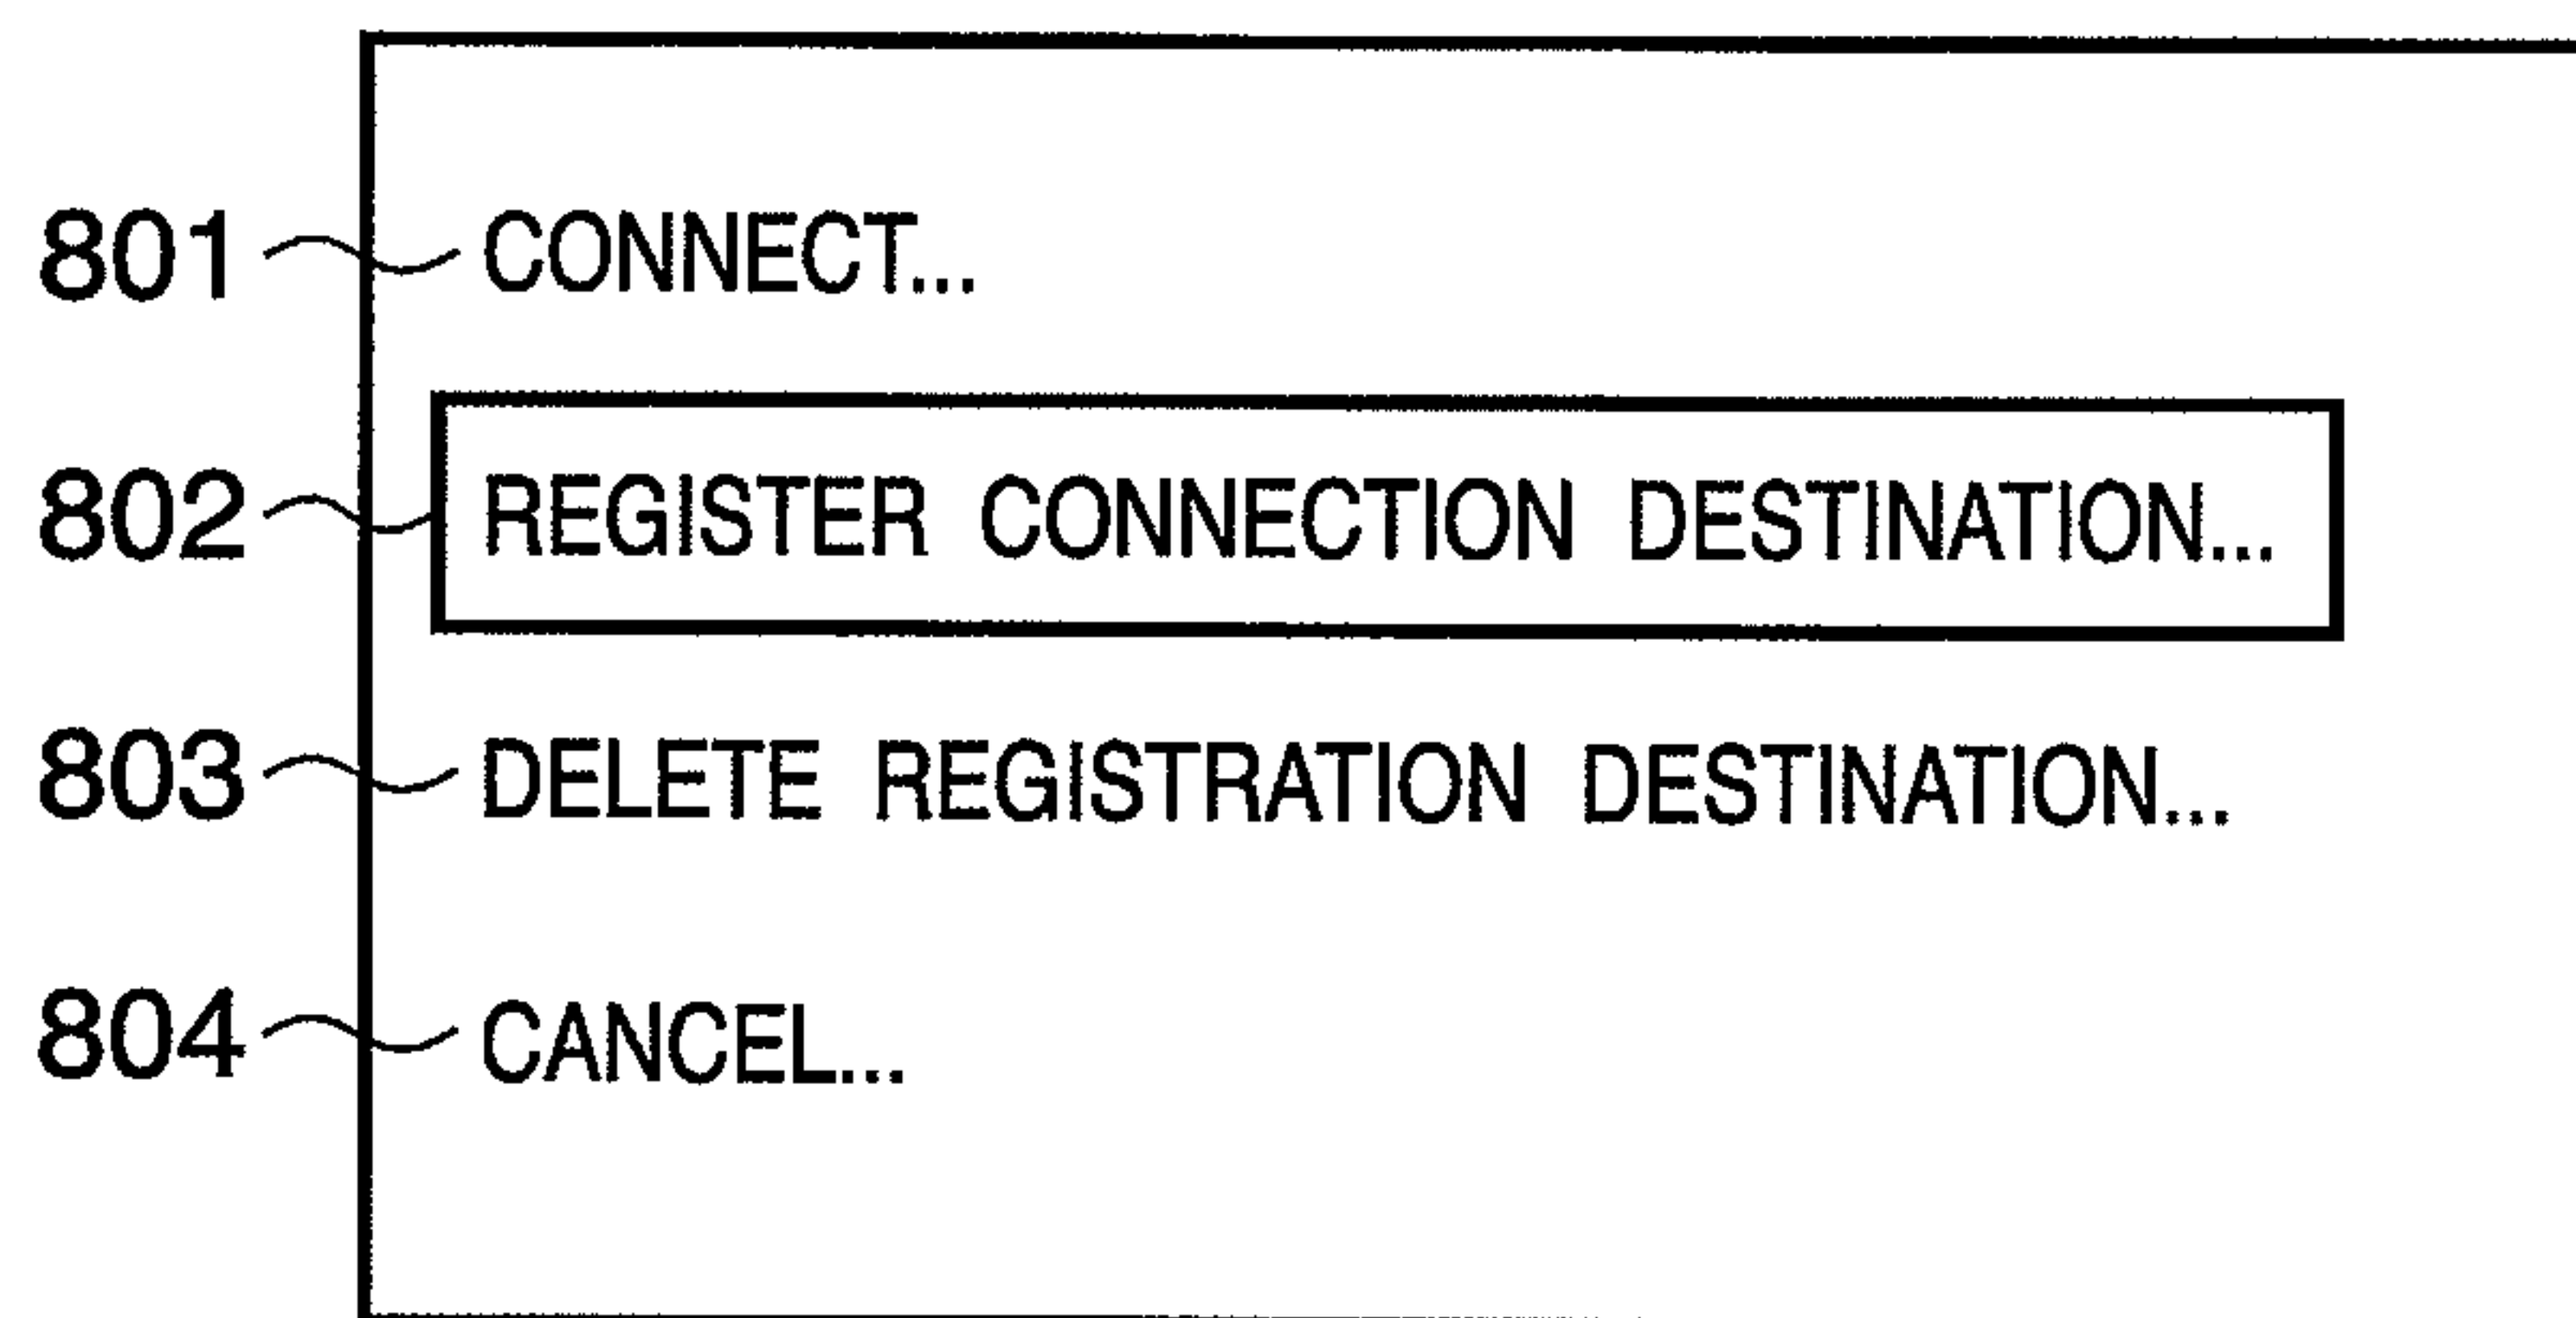 801 CONNECT...
802 REGISTER CONNECTION DESTINATION...
803 DELETE REGISTRATION DESTINATION...
804 CANCEL...